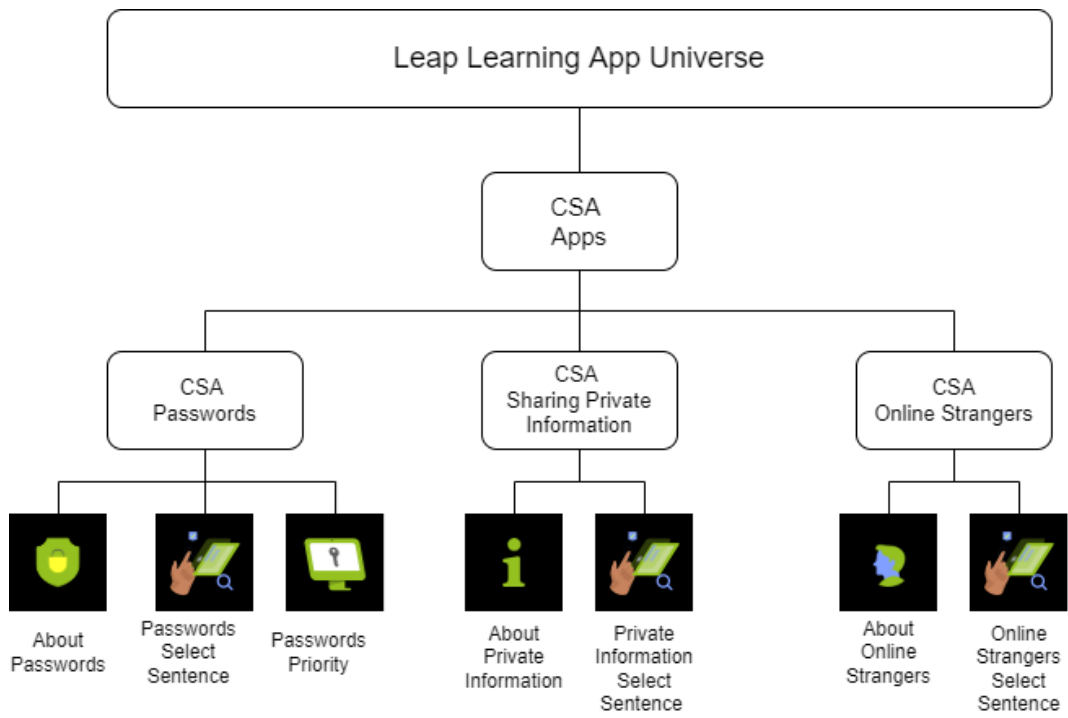 Leap Learning App Universe
CSA
Apps
CSA
Passwords
CSA
Sharing Private
Information
CSA
Online Strangers
About
Passwords
Passwords
Select
Sentence
Passwords
Priority
About
Private
Information
Private
Information
Select
Sentence
About
Online
Strangers
Online
Strangers
Select
Sentence